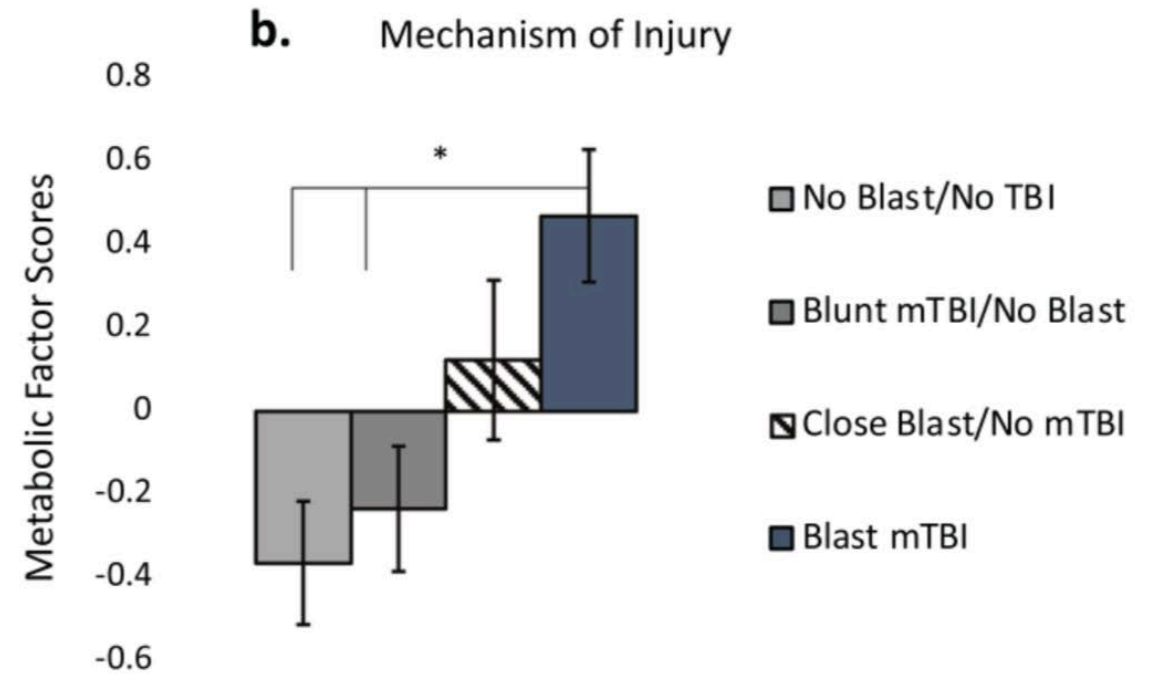 b. Mechanism of Injury
0.8
0.6
0.4
0.2
0
-0.2
-0.4
-0.6
Metabolic Factor Scores
*
No Blast/No TBI
Blunt mTBI/No Blast
Close Blast/No mTBI
Blast mTBI